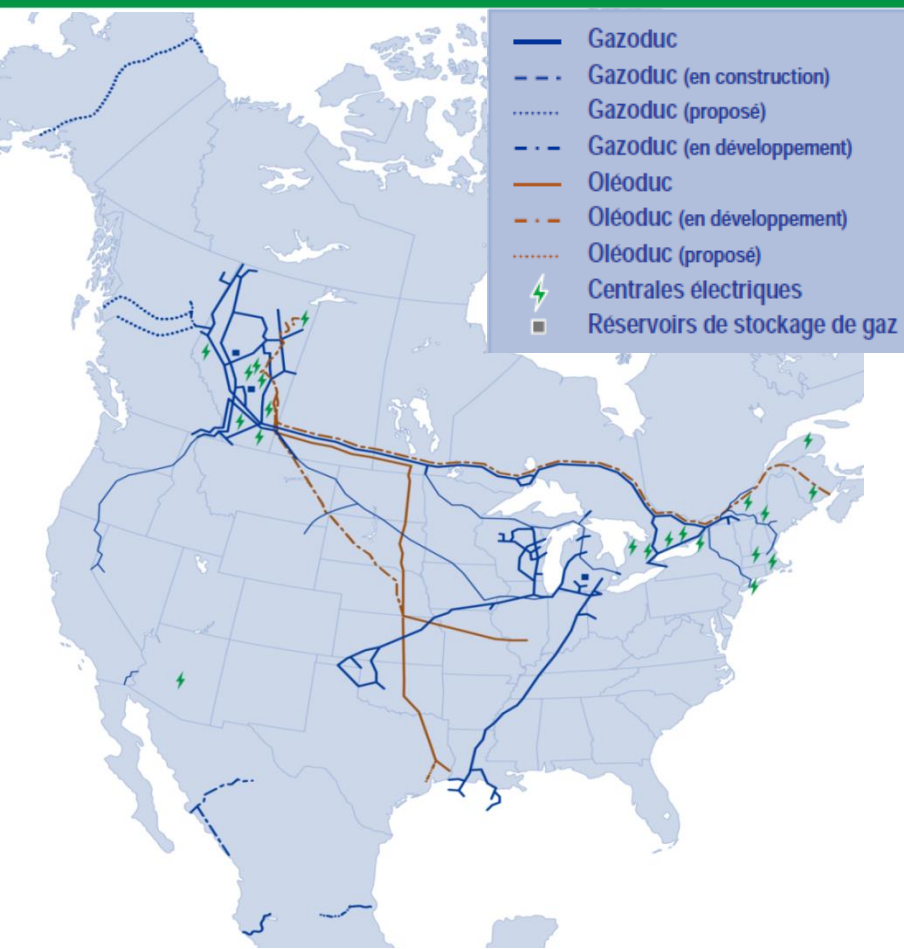 Gazoduc
Gazoduc (en construction)
Gazoduc (proposé)
Gazoduc (en développement)
Oléoduc
Oléoduc (en développement)
Oléoduc (proposé)
Centrales électriques
Réservoirs de stockage de gaz